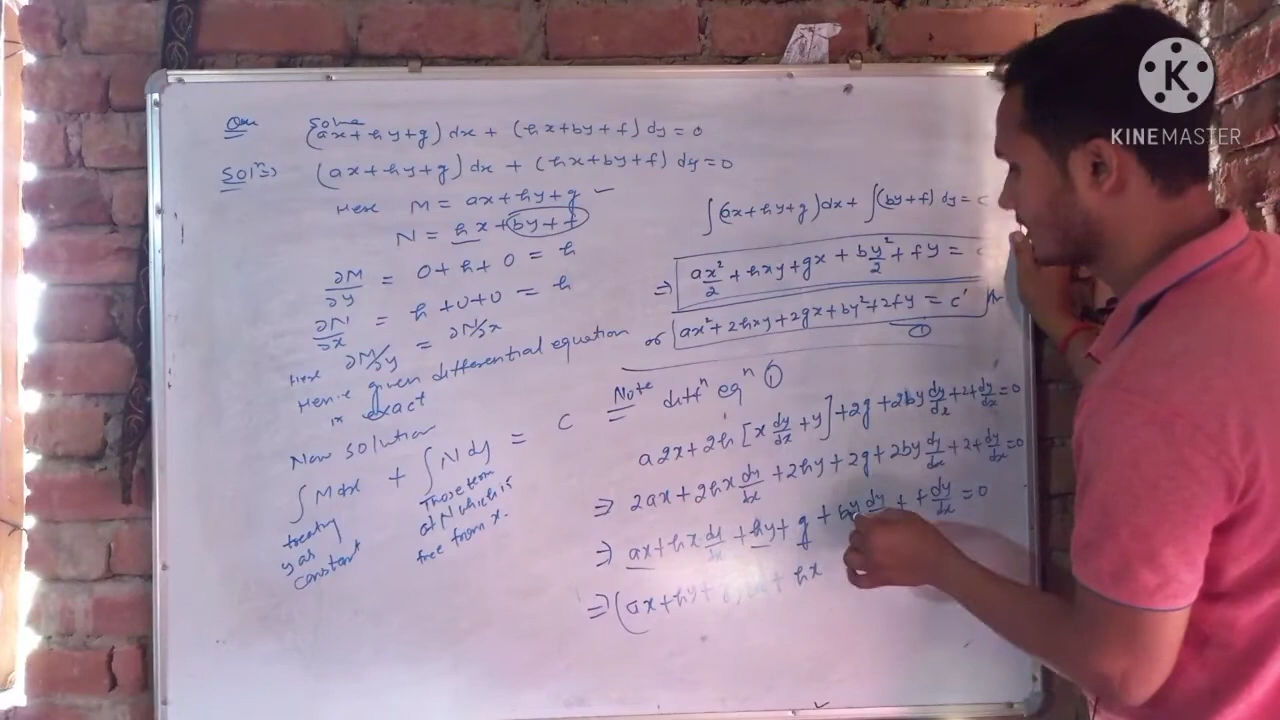 Que Solve
(ax+hy+g) dx + (hx+by+f) dy = 0
Solⁿ⇒ (ax+hy+g) dx + (hx+by+f) dy = 0
Here M = ax+hy+g ✓
N = hx+by+f
∂M/∂y = 0+h+0 = h
∂N/∂x = h+0+0 = h
Here ∂M/∂y = ∂N/∂x
Hence given differential equation
is exact
Now solution
∫ M dx + ∫ N dy = C
treating
y as
constant
Those term
of N which is
free from x.
∫(ax+hy+g) dx + ∫(by+f) dy = c
⇒ ax²/2 + hxy + gx + by²/2 + fy = c
or ax²+2hxy+2gx+by²+2fy = c'
①
Note diffⁿ eqⁿ ①
a2x+2h[x dy/dx + y]+2g+2by dy/dx+2f dy/dx=0
⇒ 2ax+2hx dy/dx+2hy+2g+2by dy/dx+2f dy/dx=0
⇒ ax+hx dy/dx+hy+g+by dy/dx+f dy/dx=0
⇒ (ax+hy+g) dx + hx
KINEMASTER